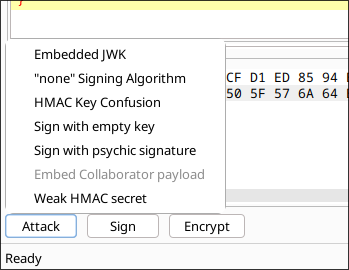 }
Embedded JWK
"none" Signing Algorithm
CF D1 ED 85 94
HMAC Key Confusion
50 5F 57 6A 64
Sign with empty key
Sign with psychic signature
Embed Collaborator payload
Weak HMAC secret
Attack Sign Encrypt
Ready